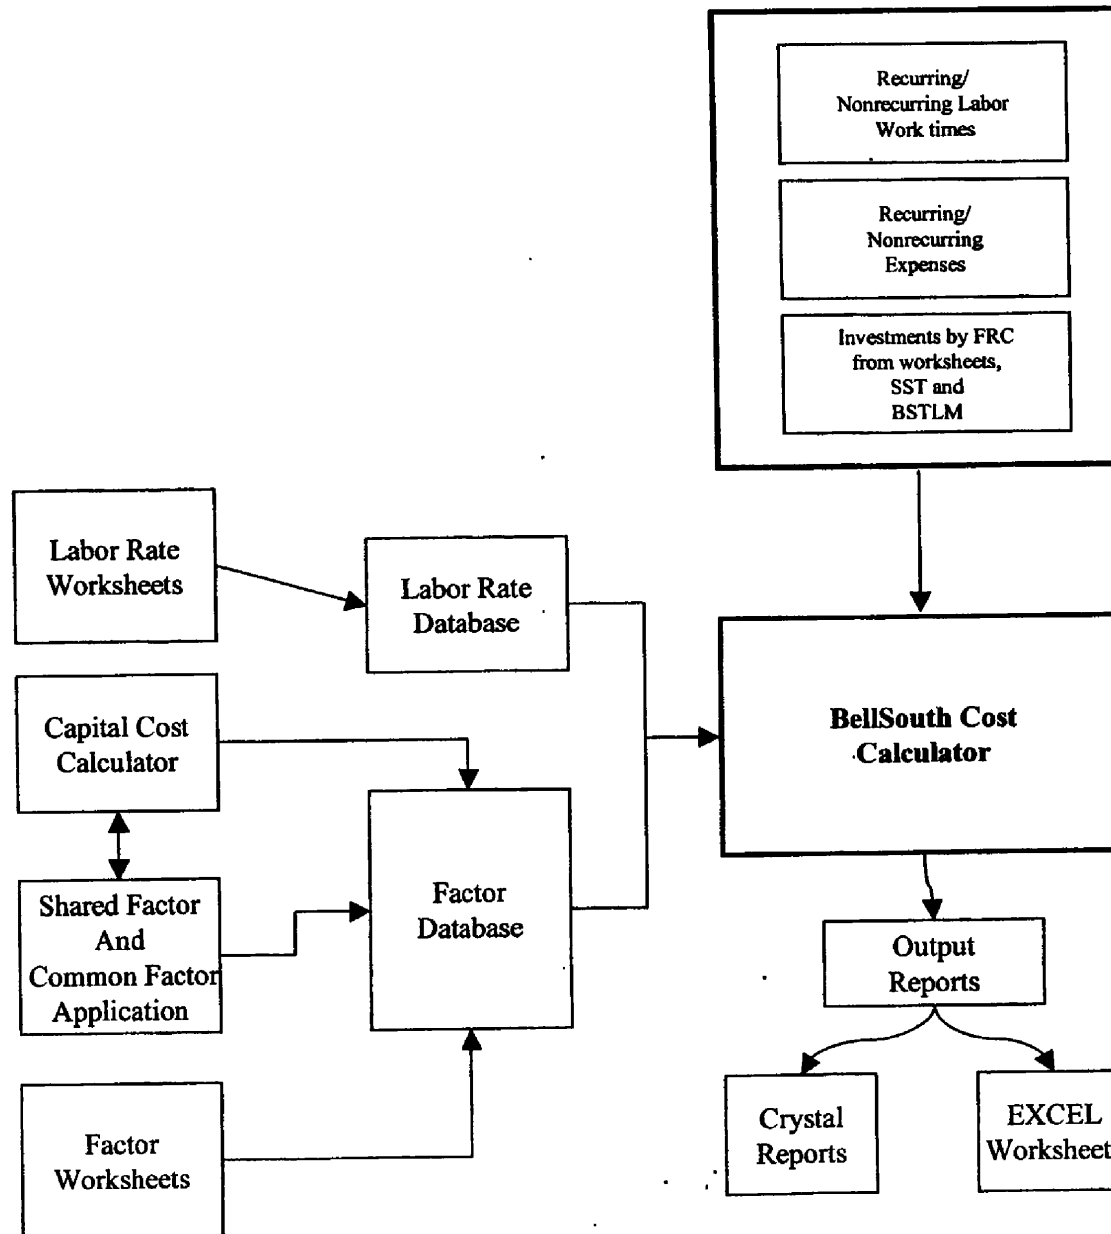 Recurring/
Nonrecurring Labor
Work times
Recurring/
Nonrecurring
Expenses
Investments by FRC
from worksheets,
SST and
BSTLM
Labor Rate
Worksheets
Labor Rate
Database
Capital Cost
Calculator
BellSouth Cost
Calculator
Shared Factor
And
Common Factor
Application
Factor
Database
Output
Reports
Factor
Worksheets
Crystal
Reports
EXCEL
Worksheet